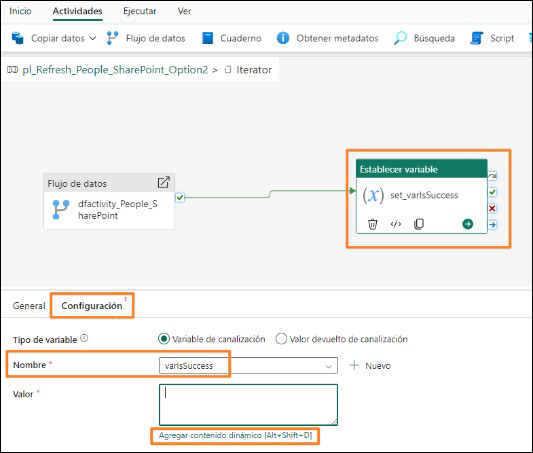 Inicio Actividades Ejecutar Ver
Copiar datos Flujo de datos Cuaderno Obtener metadatos Búsqueda Script
pl_Refresh_People_SharePoint_Option2 > Iterator
Establecer variable
(x) set_varIsSuccess
Flujo de datos
dfactivity_People_S
harePoint
General Configuración 1
Tipo de variable Variable de canalización Valor devuelto de canalización
Nombre * varIsSuccess + Nuevo
Valor *
Agregar contenido dinámico [Alt+Shift+D]